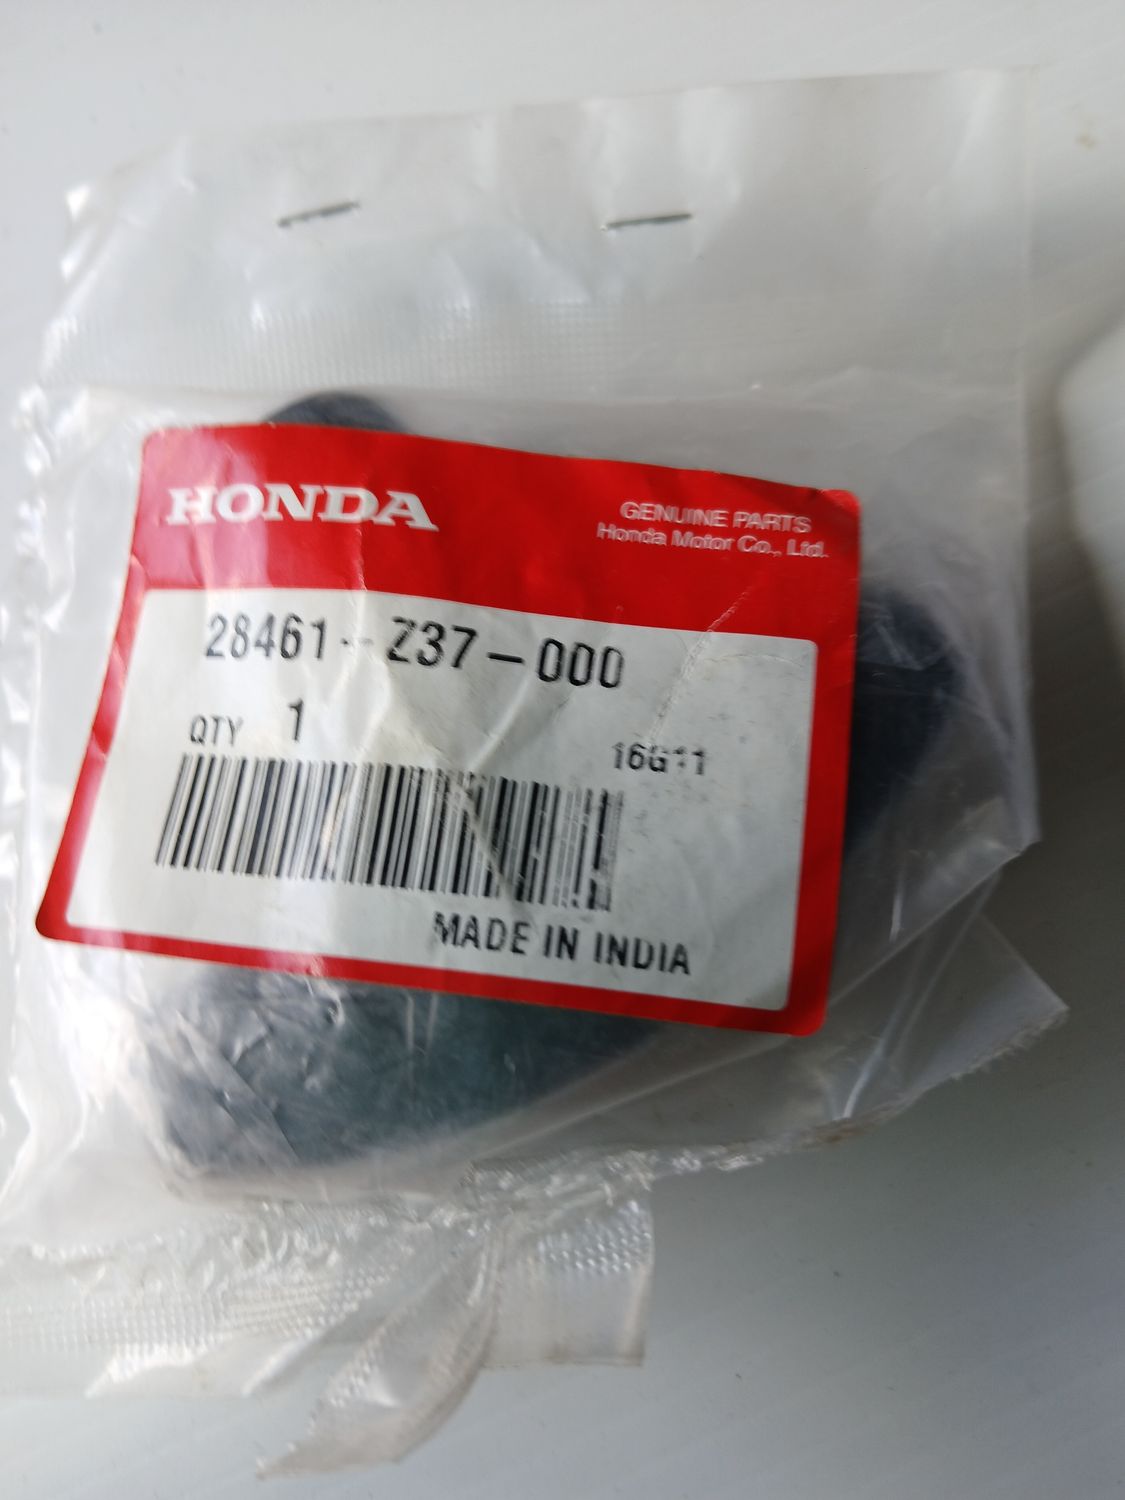 HONDA
GENUINE PARTS
Honda Motor Co., Ltd.
28461-Z37-000
QTY 1
16G11
MADE IN INDIA